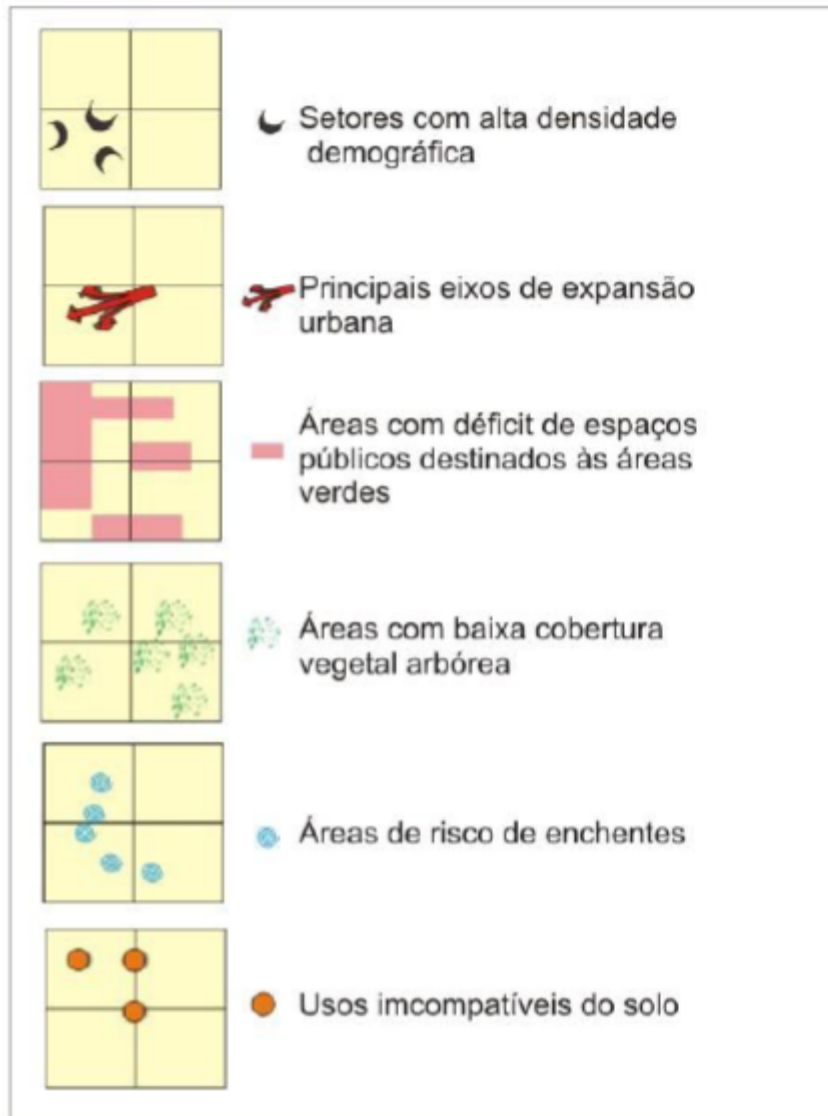 Setores com alta densidade
demográfica
Principais eixos de expansão
urbana
Áreas com déficit de espaços
públicos destinados às áreas
verdes
Áreas com baixa cobertura
vegetal arbórea
Áreas de risco de enchentes
Usos imcompatíveis do solo